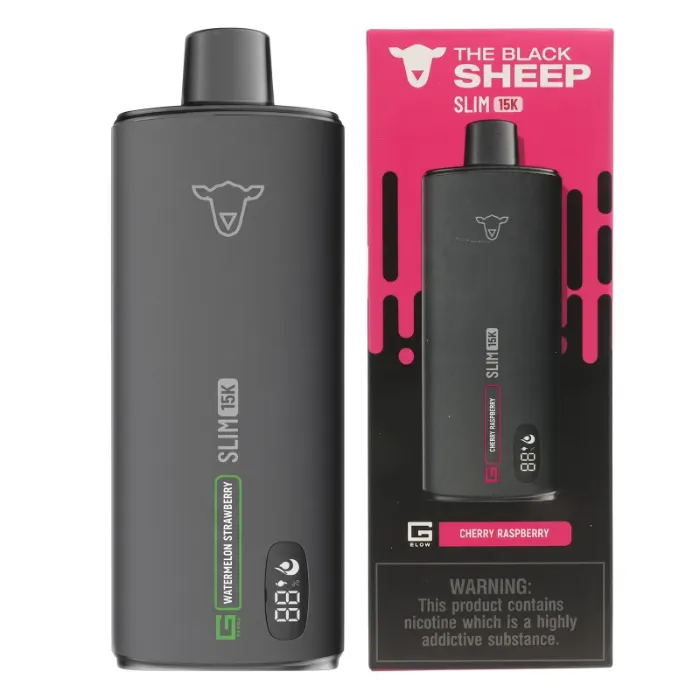 SLIM 15K
WATERMELON STRAWBERRY
G
88
THE BLACK
SHEEP
SLIM 15K
SLIM 15K
CHERRY RASPBERRY
G
88
G
BLOW
CHERRY RASPBERRY
WARNING:
This product contains
nicotine which is a highly
addictive substance.